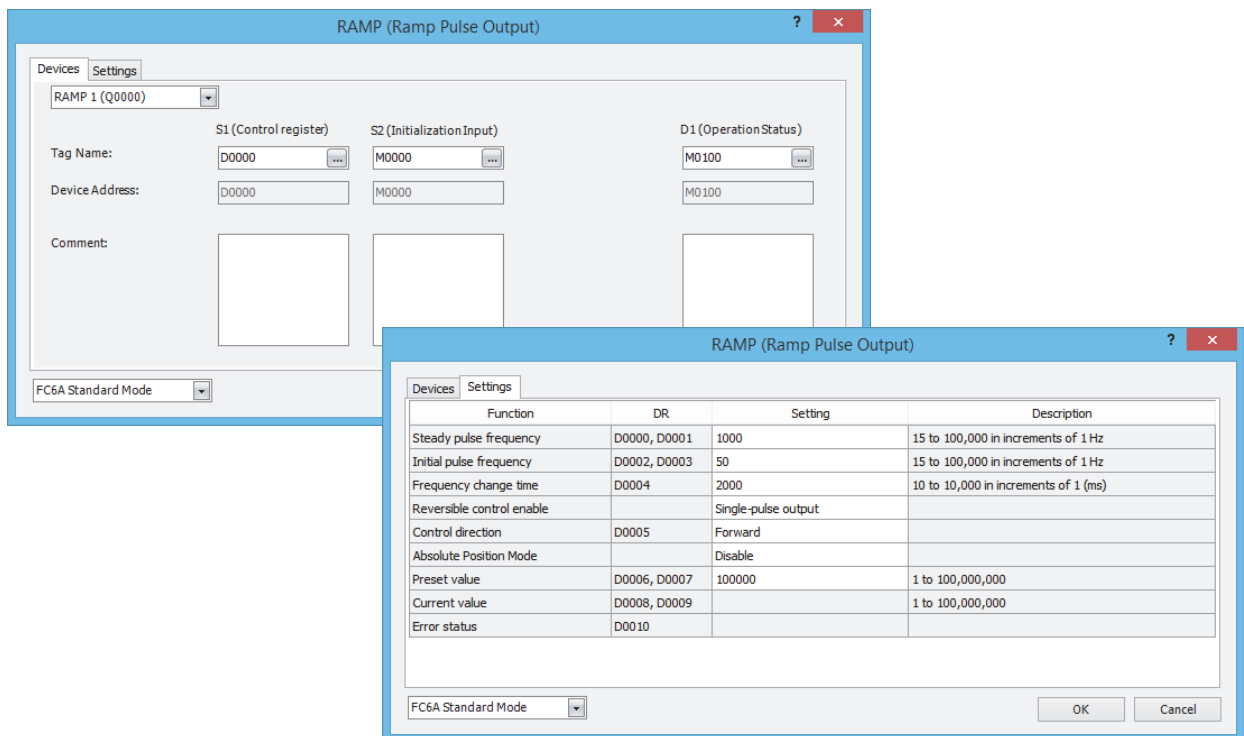 RAMP (Ramp Pulse Output) ? ×
Devices Settings
RAMP 1 (Q0000)
S1 (Control register) S2 (Initialization Input) D1 (Operation Status)
Tag Name: D0000 ... M0000 ... M0100 ...
Device Address: D0000 M0000 M0100
Comment:
FC6A Standard Mode
RAMP (Ramp Pulse Output) ? ×
Devices Settings
Function DR Setting Description
Steady pulse frequency D0000, D0001 1000 15 to 100,000 in increments of 1 Hz
Initial pulse frequency D0002, D0003 50 15 to 100,000 in increments of 1 Hz
Frequency change time D0004 2000 10 to 10,000 in increments of 1 (ms)
Reversible control enable Single-pulse output
Control direction D0005 Forward
Absolute Position Mode Disable
Preset value D0006, D0007 100000 1 to 100,000,000
Current value D0008, D0009 1 to 100,000,000
Error status D0010
FC6A Standard Mode OK Cancel